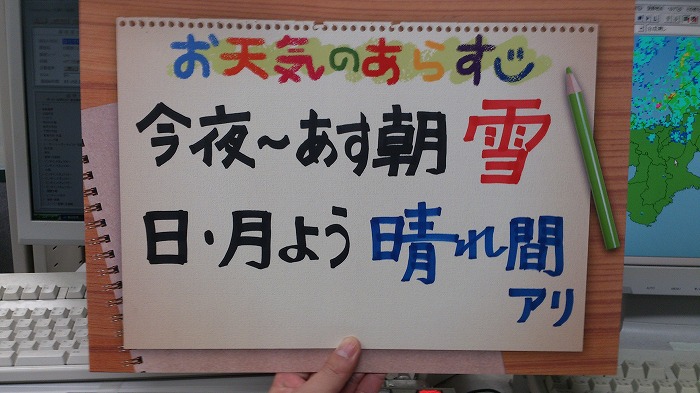 お天気のあらすじ
今夜～あす朝 雪
日・月よう 晴れ間
アリ